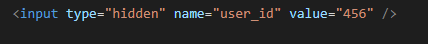 <input type="hidden" name="user_id" value="456" />